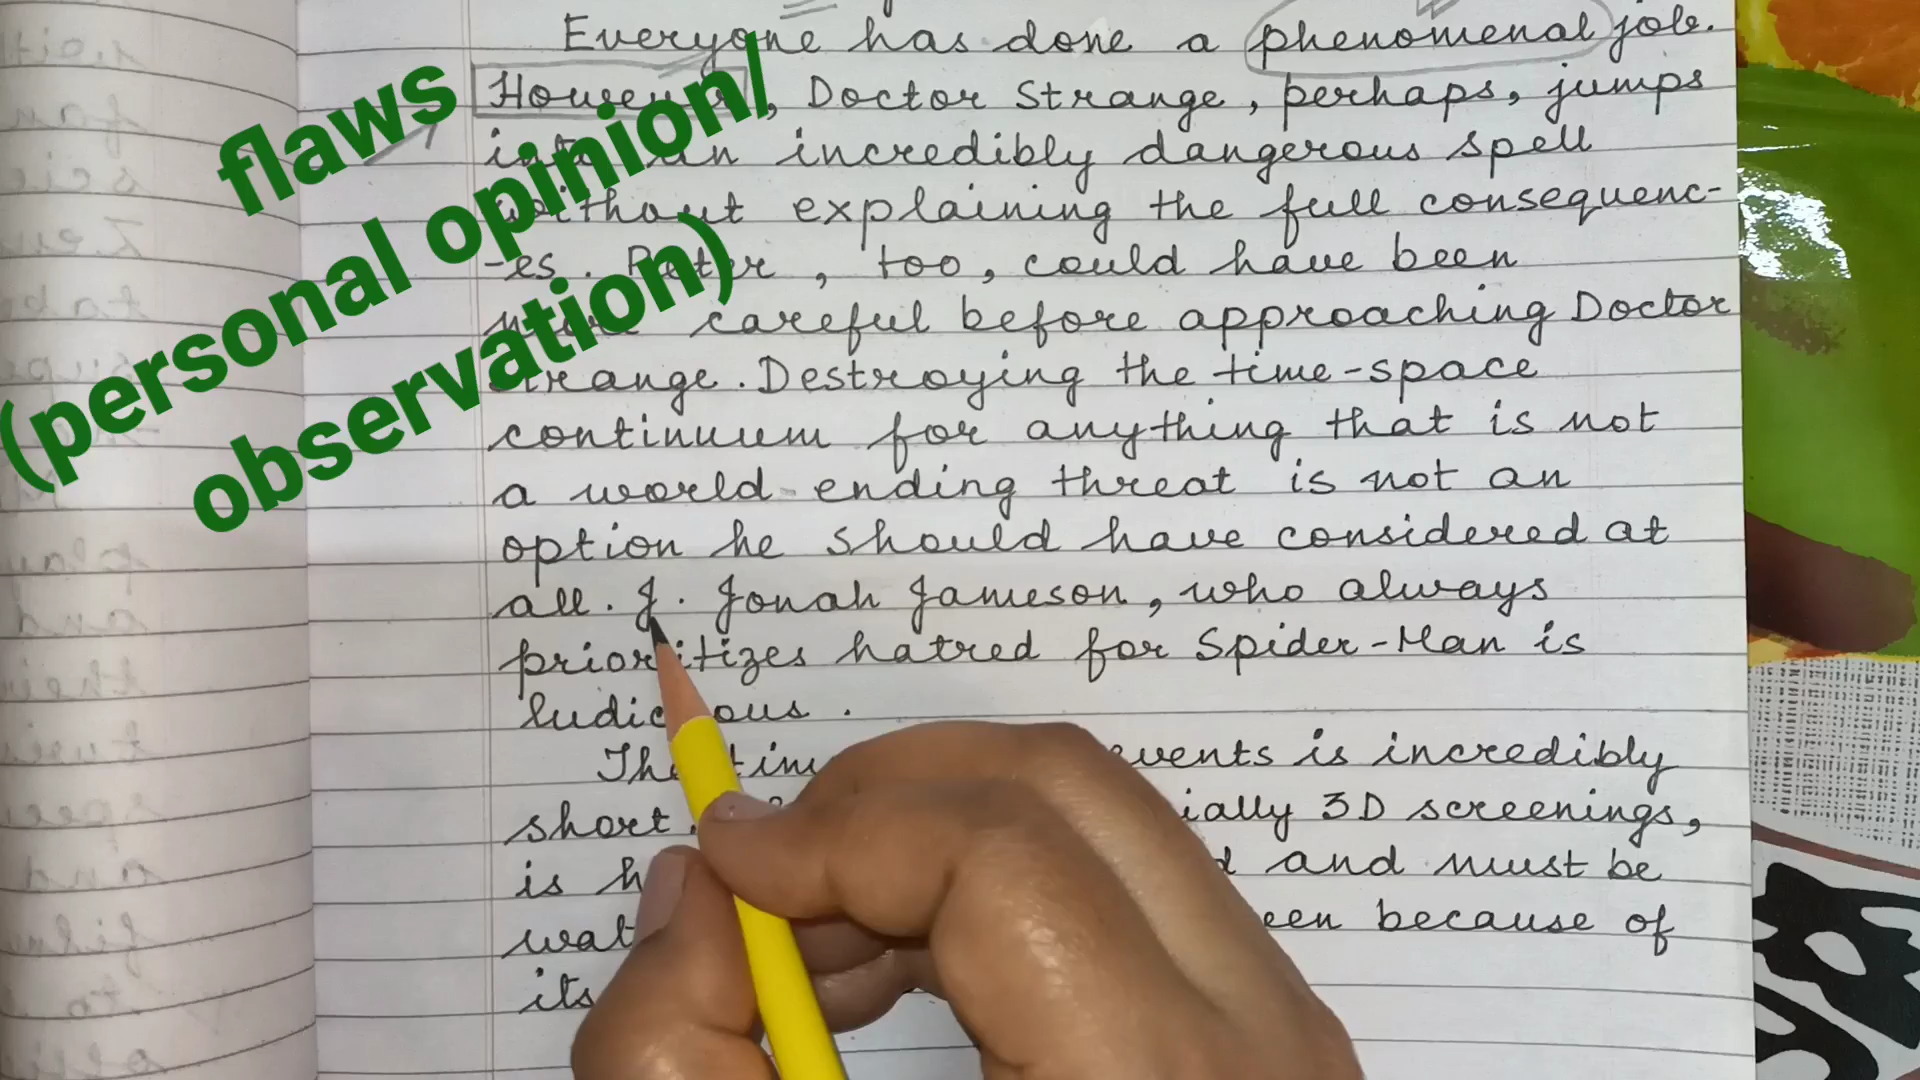 Everyone has done a phenomenal job.
However, Doctor Strange, perhaps, jumps
into an incredibly dangerous spell
without explaining the full consequenc-
-es. Peter, too, could have been
more careful before approaching Doctor
Strange. Destroying the time-space
continuum for anything that is not
a world ending threat is not an
option he should have considered at
all. J. Jonah Jameson, who always
prioritizes hatred for Spider-Man is
ludicrous.
The events is incredibly
short. 3D screenings,
is and must be
because of
its
flaws
(personal opinion/
observation)